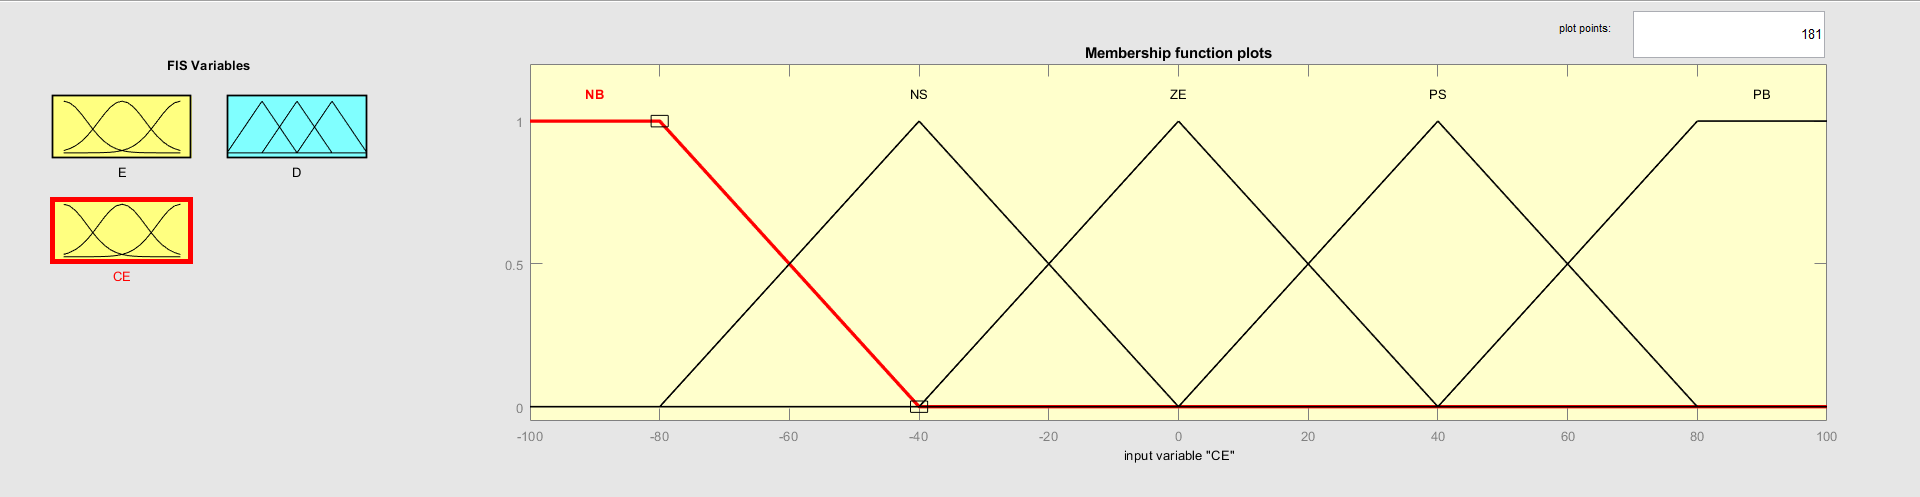 plot points:
181
FIS Variables
Membership function plots
E
D
CE
NB
NS
ZE
PS
PB
1
0.5
0
-100
-80
-60
-40
-20
0
20
40
60
80
100
input variable "CE"